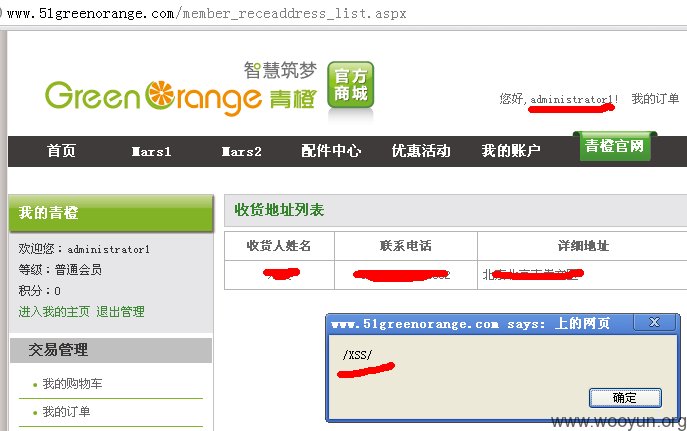 www.51greenorange.com/member_receaddress_list.aspx
Green Orange 青橙
智慧筑梦
官方
商城
您好,administrator1! 我的订单
首页 Mars1 Mars2 配件中心 优惠活动 我的账户 青橙官网
我的青橙
欢迎您：administrator1
等级：普通会员
积分：0
进入我的主页 退出管理
交易管理
我的购物车
我的订单
收货地址列表
收货人姓名 联系电话 详细地址
www.51greenorange.com says: 上的网页 X
/XSS/
确定
www.wooyun.org